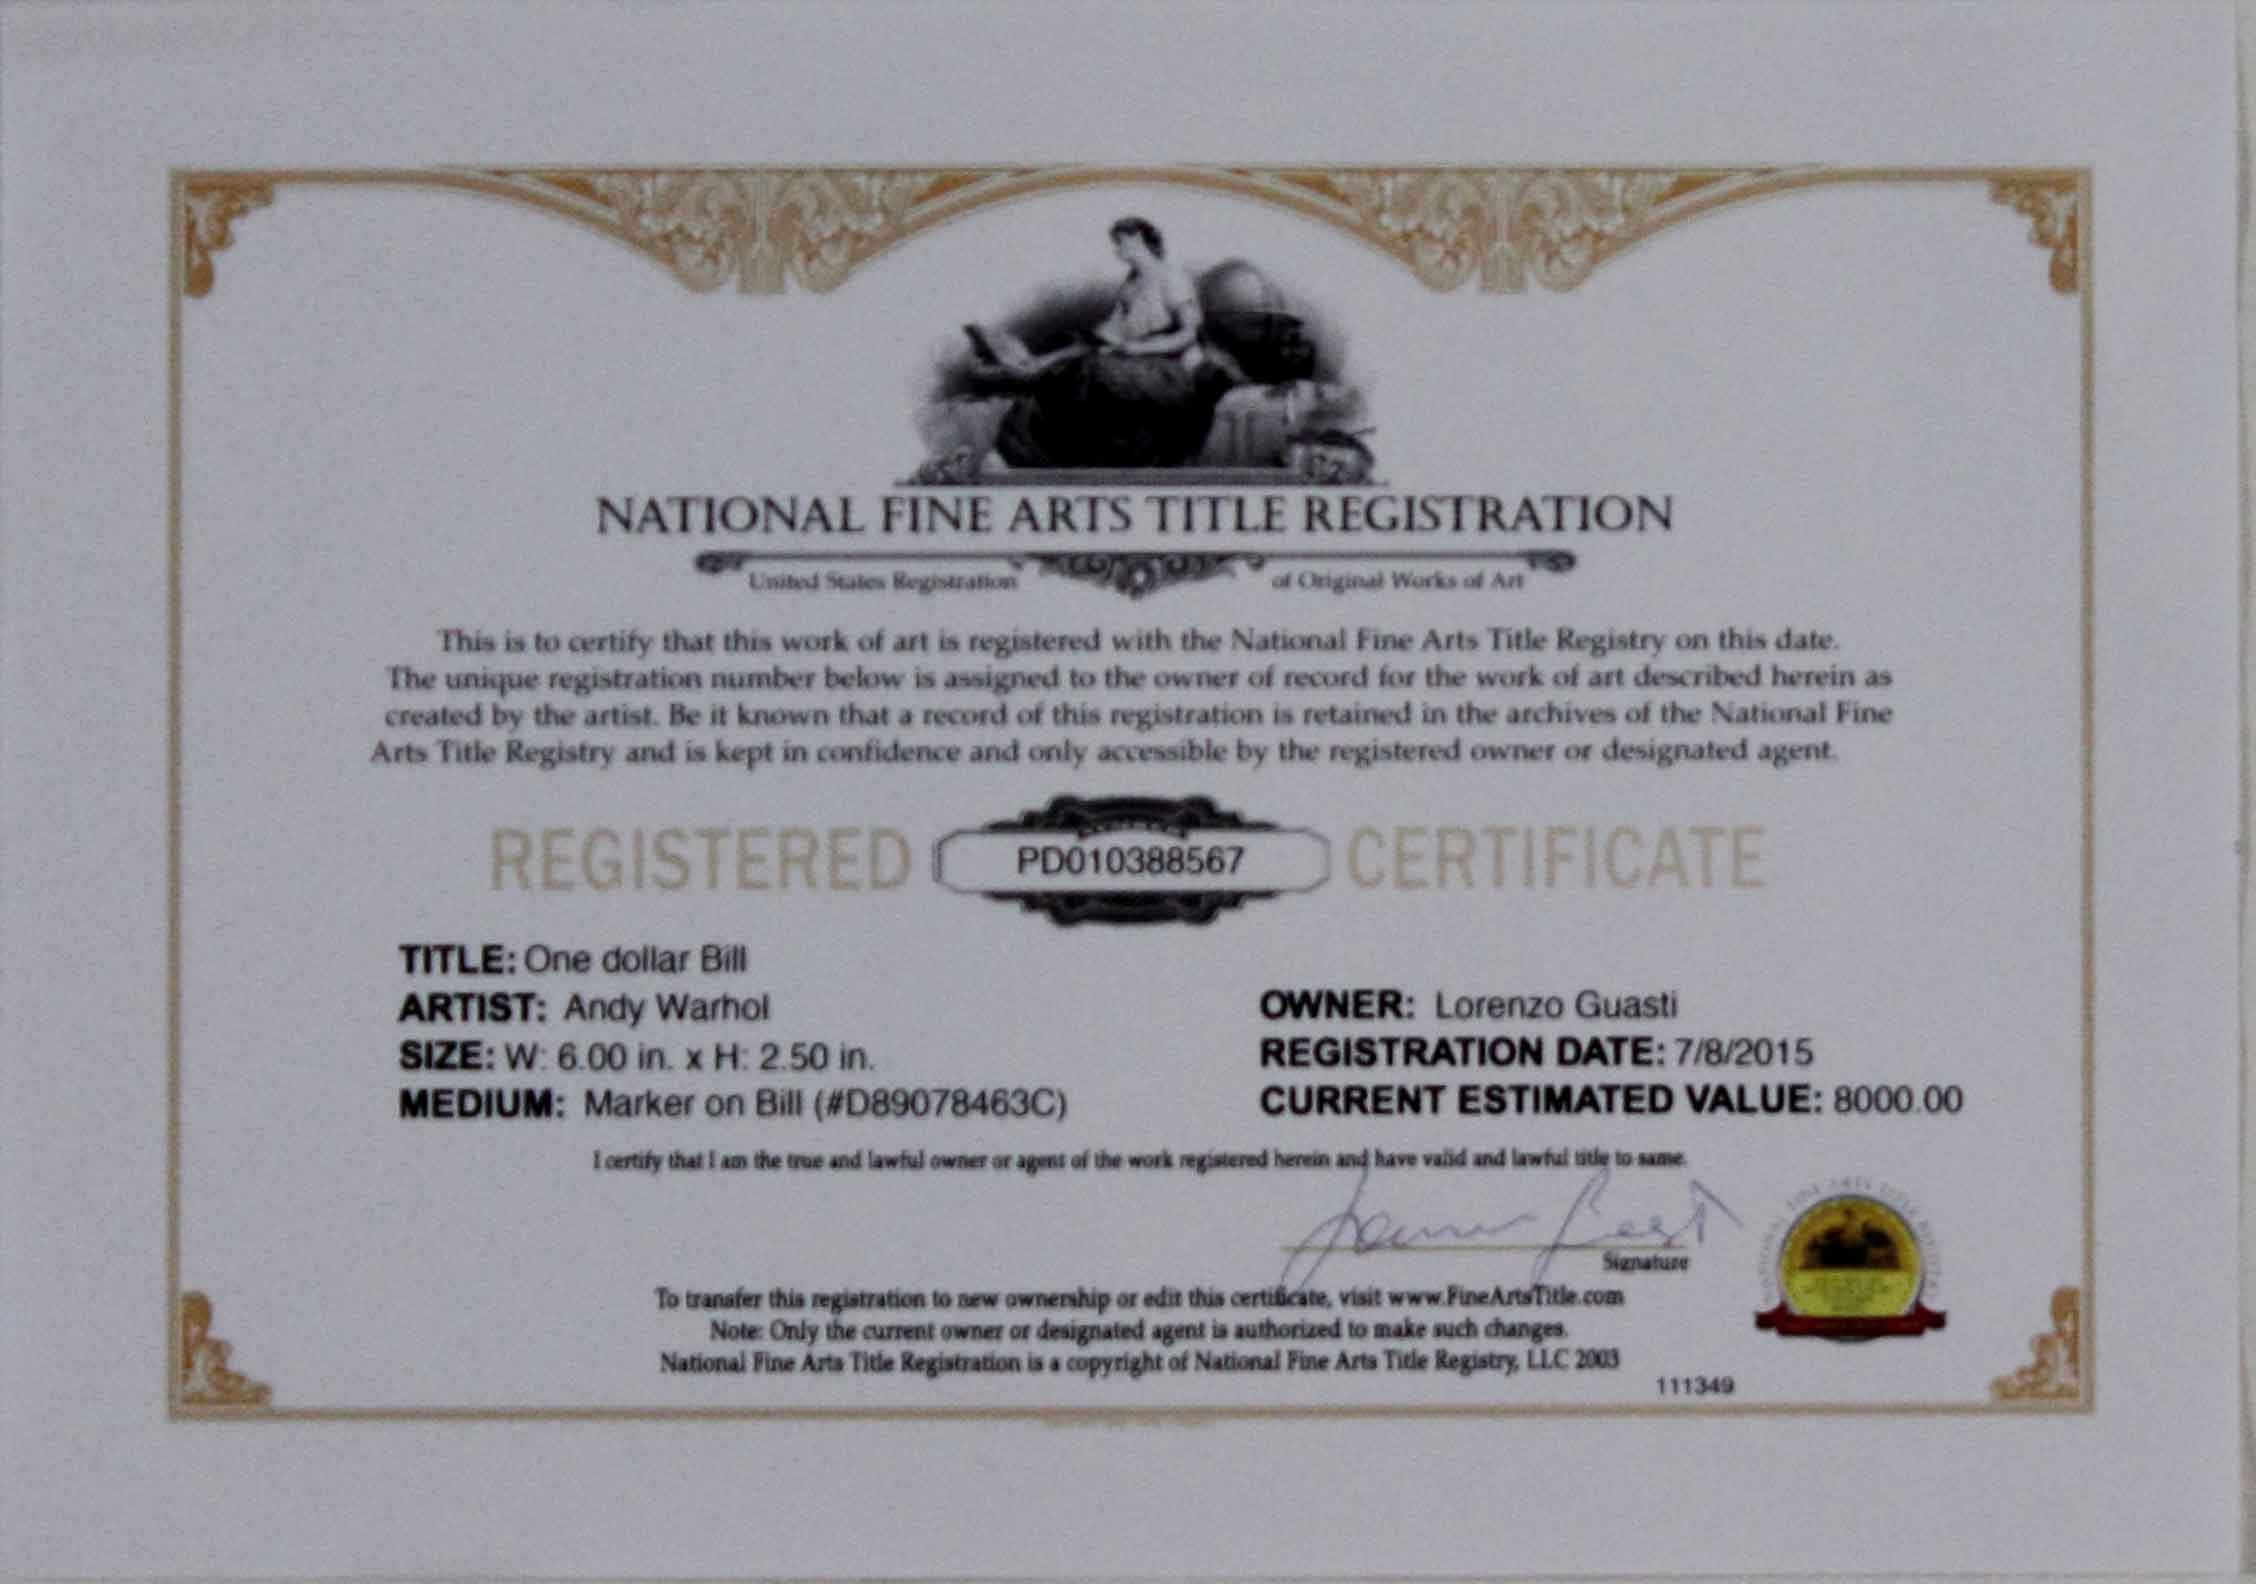 NATIONAL FINE ARTS TITLE REGISTRATION
United States Registration of Original Works of Art
This is to certify that this work of art is registered with the National Fine Arts Title Registry on this date.
The unique registration number below is assigned to the owner of record for the work of art described herein as
created by the artist. Be it known that a record of this registration is retained in the archives of the National Fine
Arts Title Registry and is kept in confidence and only accessible by the registered owner or designated agent.
REGISTERED PD010388567 CERTIFICATE
TITLE: One dollar Bill
ARTIST: Andy Warhol
SIZE: W: 6.00 in. x H: 2.50 in.
MEDIUM: Marker on Bill (#D89078463C)
OWNER: Lorenzo Guasti
REGISTRATION DATE: 7/8/2015
CURRENT ESTIMATED VALUE: 8000.00
I certify that I am the true and lawful owner or agent of the work registered herein and have valid and lawful title to same.
Signature
To transfer this registration to new ownership or edit this certificate, visit www.FineArtsTitle.com
Note: Only the current owner or designated agent is authorized to make such changes.
National Fine Arts Title Registration is a copyright of National Fine Arts Title Registry, LLC 2003
111349